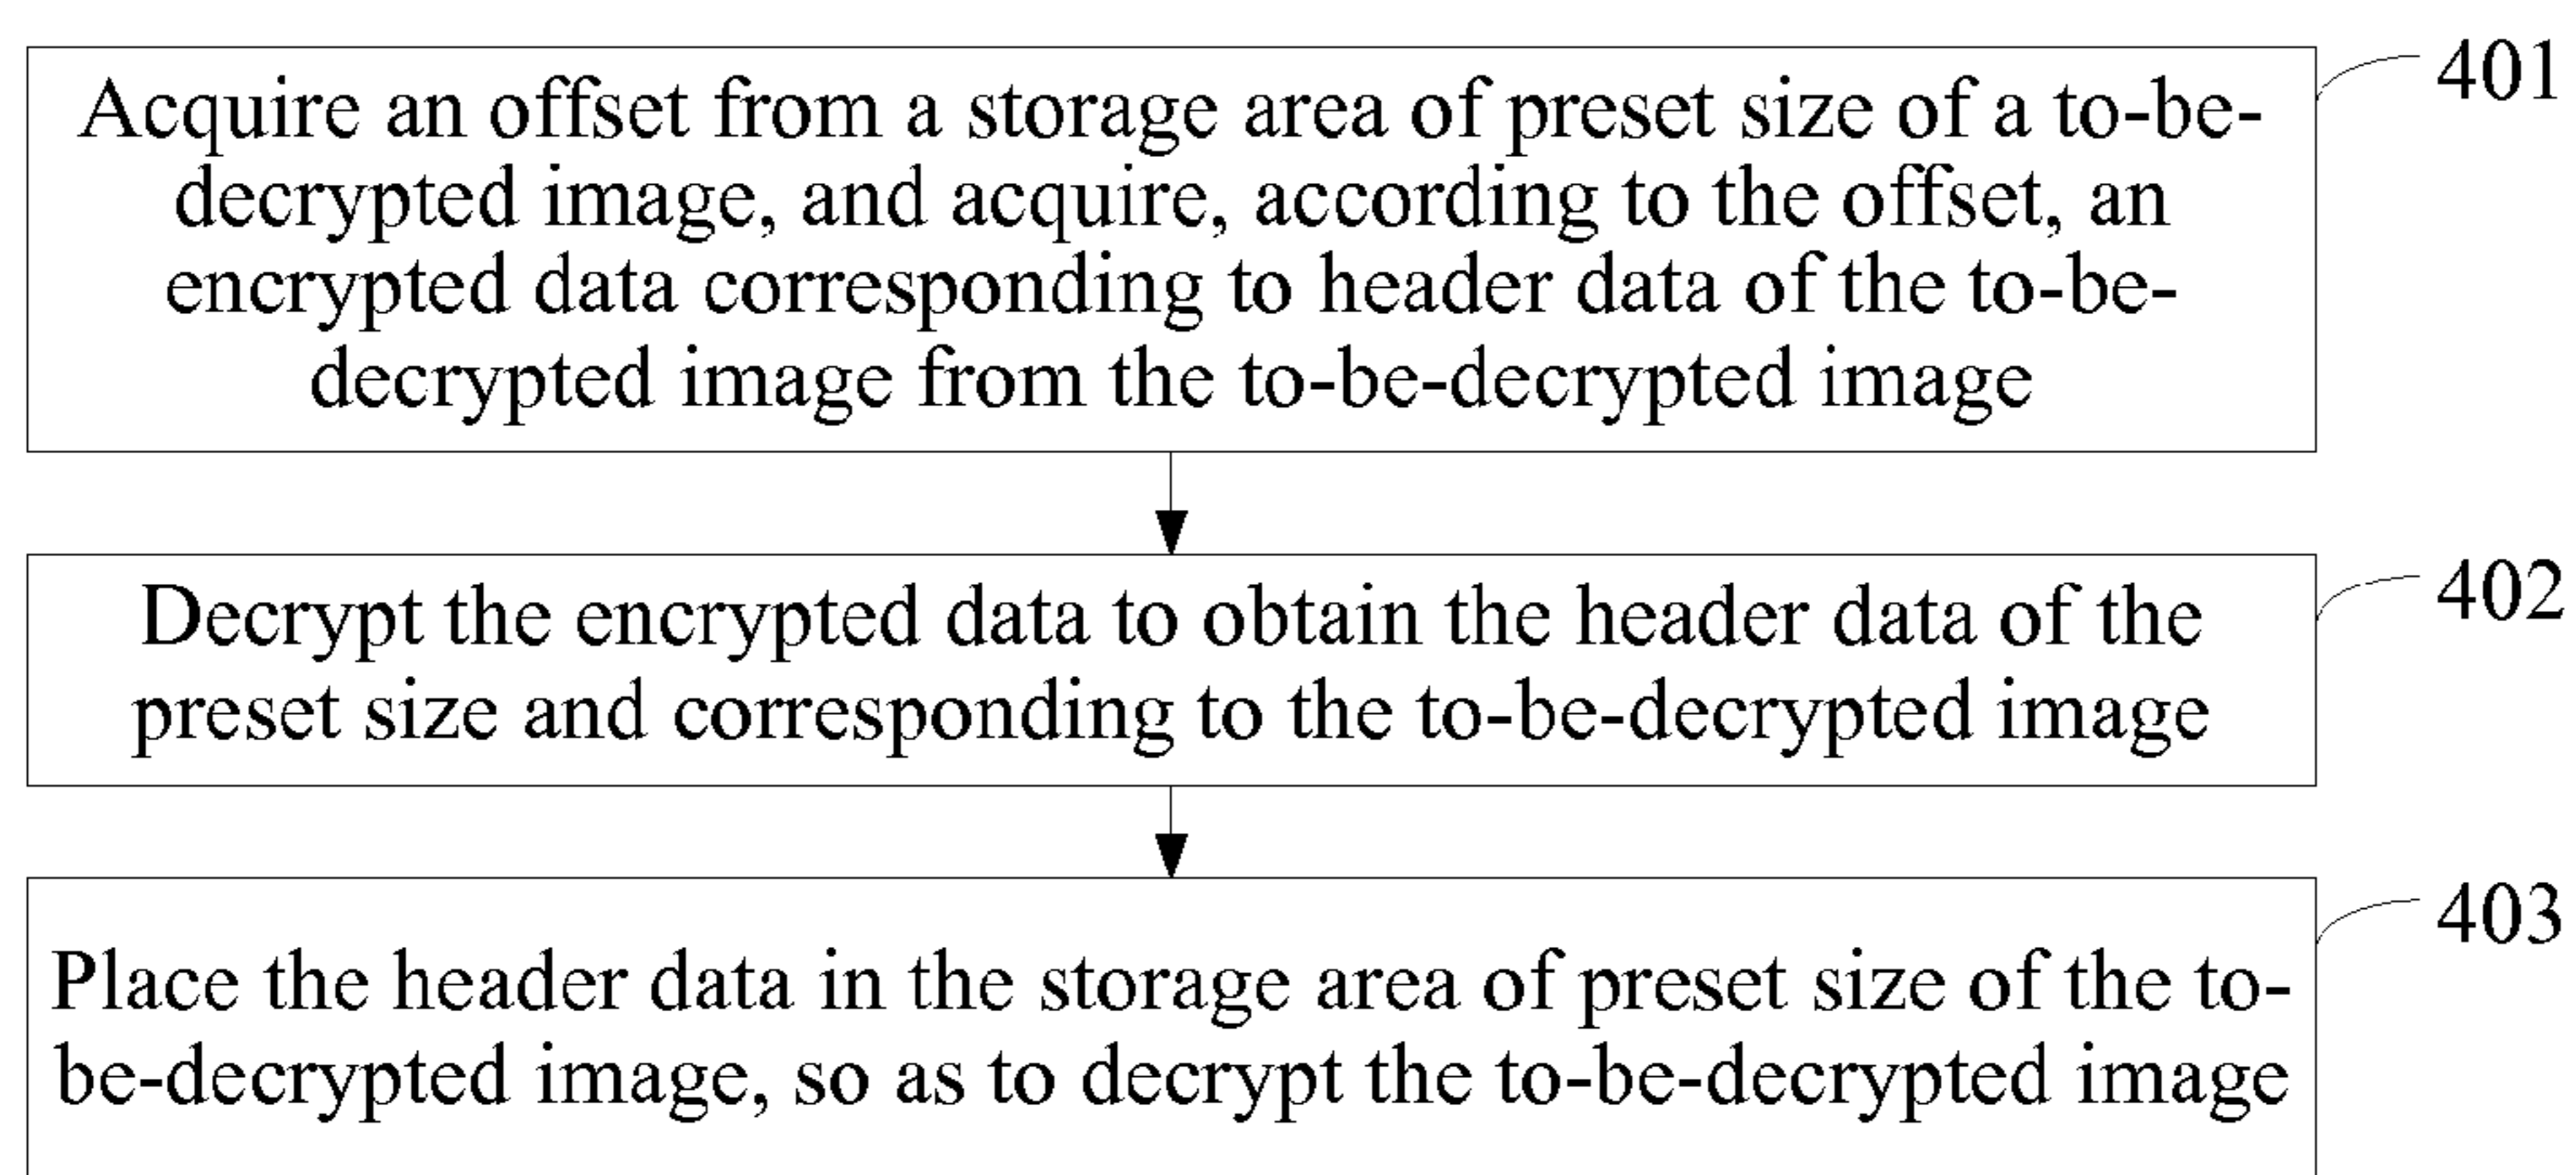 Acquire an offset from a storage area of preset size of a to-be-
decrypted image, and acquire, according to the offset, an
encrypted data corresponding to header data of the to-be-
decrypted image from the to-be-decrypted image
401
Decrypt the encrypted data to obtain the header data of the
preset size and corresponding to the to-be-decrypted image
402
Place the header data in the storage area of preset size of the to-
be-decrypted image, so as to decrypt the to-be-decrypted image
403